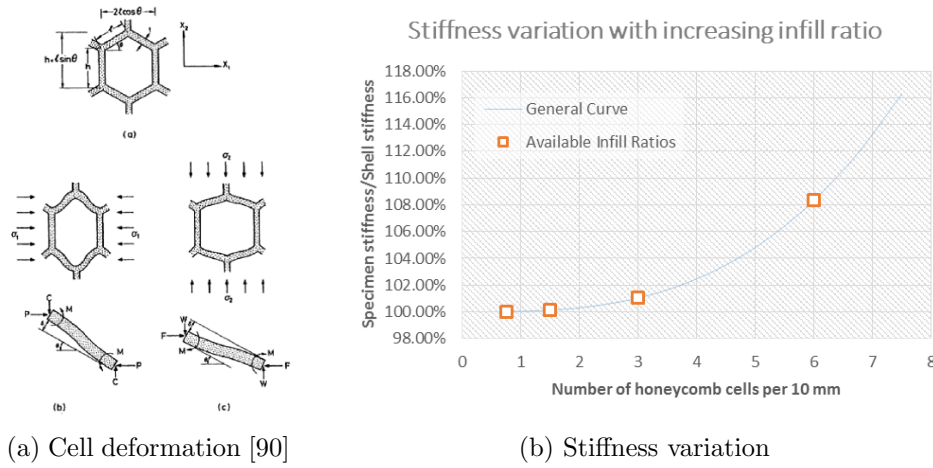 2ℓcosθ
ℓ
t
h+ℓsinθ
h
θ
X₂
X₁
(a)
σ₂
σ₁
σ₁
σ₂
C
P
M
M
P
C
W
F
M
M
F
W
(b)
(c)
Stiffness variation with increasing infill ratio
Specimen stiffness/Shell stiffness
118.00%
116.00%
114.00%
112.00%
110.00%
108.00%
106.00%
104.00%
102.00%
100.00%
98.00%
General Curve
Available Infill Ratios
0 1 2 3 4 5 6 7 8
Number of honeycomb cells per 10 mm
(a) Cell deformation [90]
(b) Stiffness variation